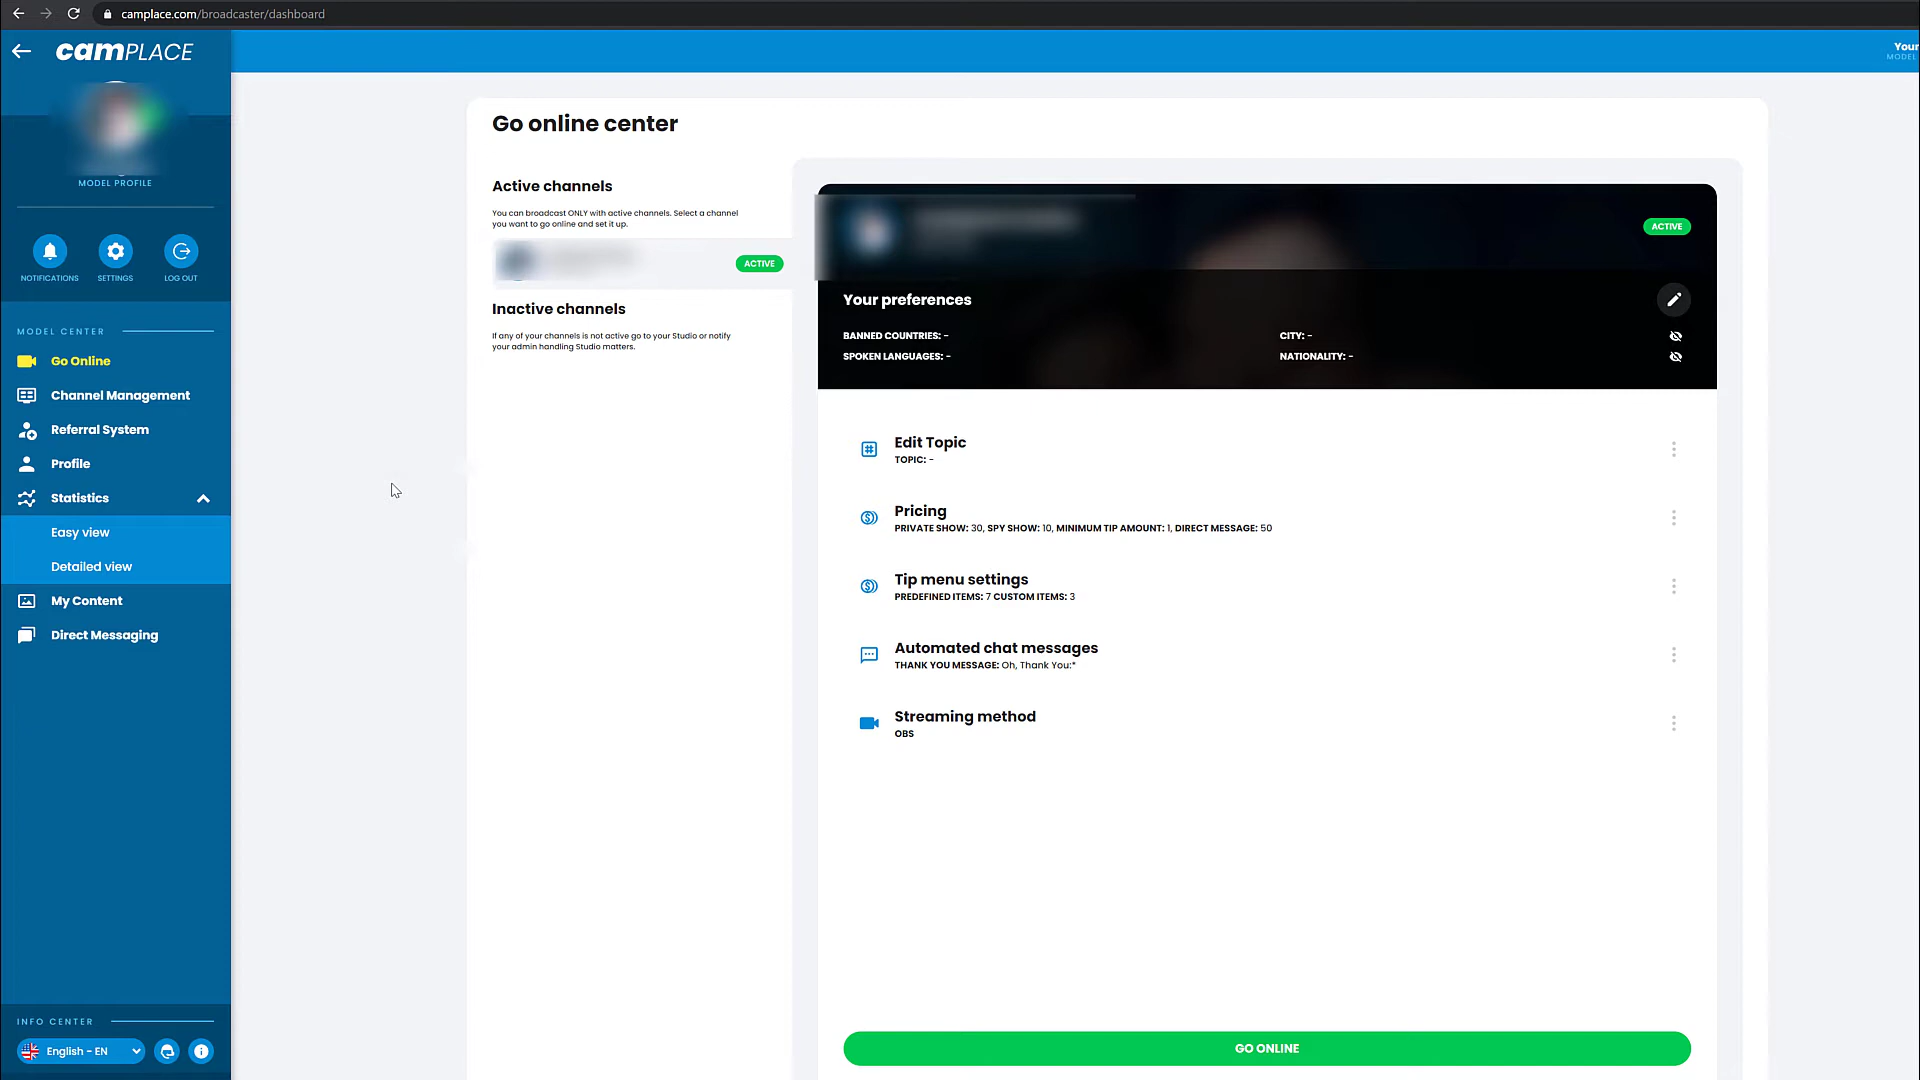 camplace.com/broadcaster/dashboard
camPLACE
Your
MODEL
MODEL PROFILE
NOTIFICATIONS
SETTINGS
LOG OUT
MODEL CENTER
Go Online
Channel Management
Referral System
Profile
Statistics
Easy view
Detailed view
My Content
Direct Messaging
INFO CENTER
English - EN
Go online center
Active channels
You can broadcast ONLY with active channels. Select a channel
you want to go online and set it up.
ACTIVE
Inactive channels
If any of your channels is not active go to your Studio or notify
your admin handling Studio matters.
ACTIVE
Your preferences
BANNED COUNTRIES: -
CITY: -
SPOKEN LANGUAGES: -
NATIONALITY: -
Edit Topic
TOPIC: -
Pricing
PRIVATE SHOW: 30, SPY SHOW: 10, MINIMUM TIP AMOUNT: 1, DIRECT MESSAGE: 50
Tip menu settings
PREDEFINED ITEMS: 7 CUSTOM ITEMS: 3
Automated chat messages
THANK YOU MESSAGE: Oh, Thank You:*
Streaming method
OBS
GO ONLINE